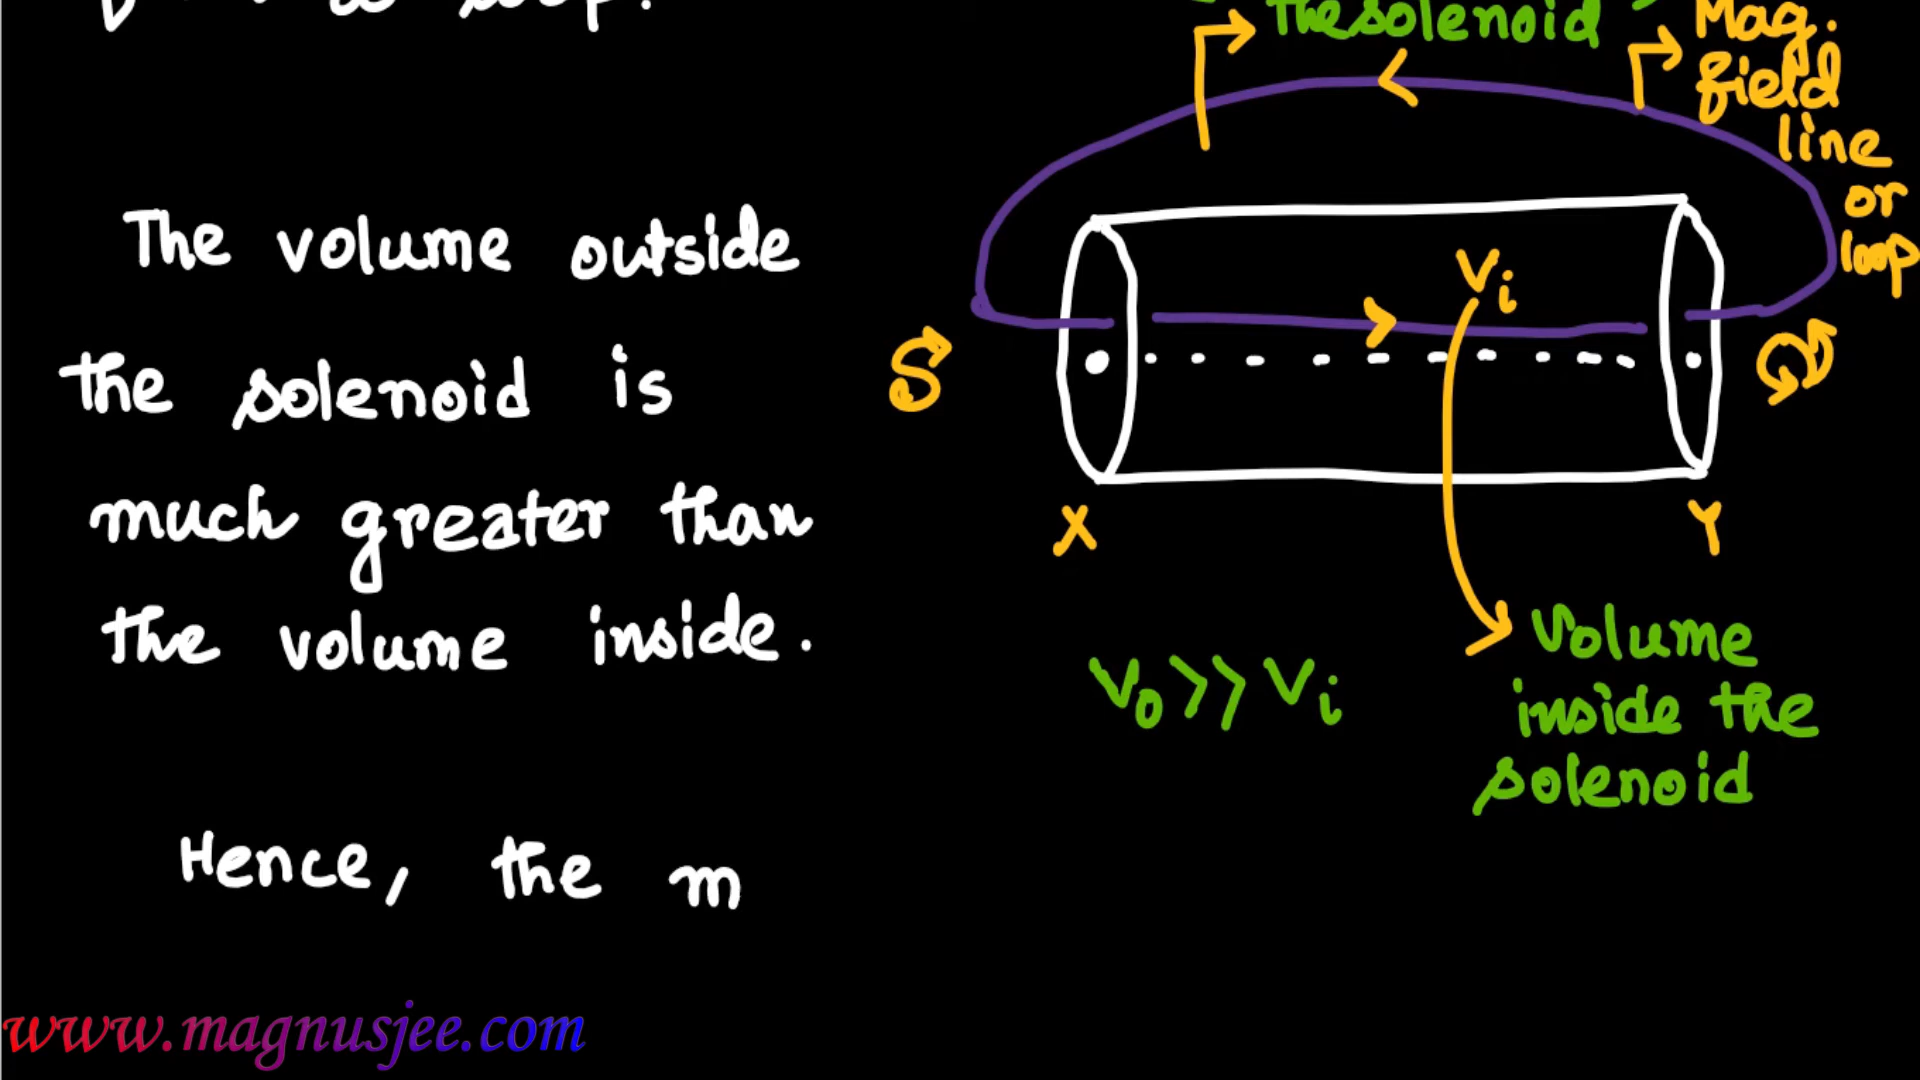 The volume outside
the solenoid is
much greater than
the volume inside.
Hence, the m
the solenoid
Mag.
field
line
or
loop
Vi
S
N
X
Y
Vo >> Vi
Volume
inside the
solenoid
www.magnusjee.com